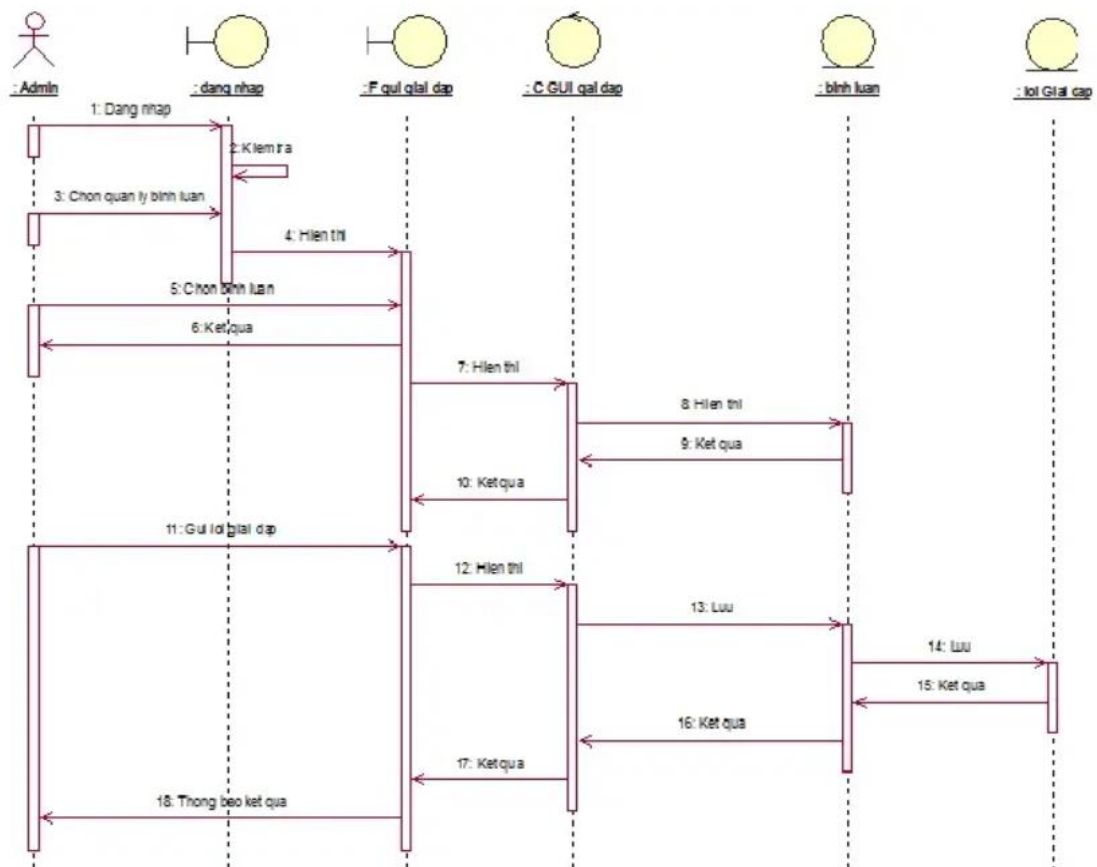 : Admin
: dang nhap
: F gui giai dap
: C GUI gai dap
: binh luan
: loi Giai dap
1: Dang nhap
2: Kiem tra
3: Chon quan ly binh luan
4: Hien thi
5: Chon binh luan
6: Ket qua
7: Hien thi
8: Hien thi
9: Ket qua
10: Ket qua
11: Gui loi giai dap
12: Hien thi
13: Luu
14: Luu
15: Ket qua
16: Ket qua
17: Ket qua
18: Thong bao ket qua